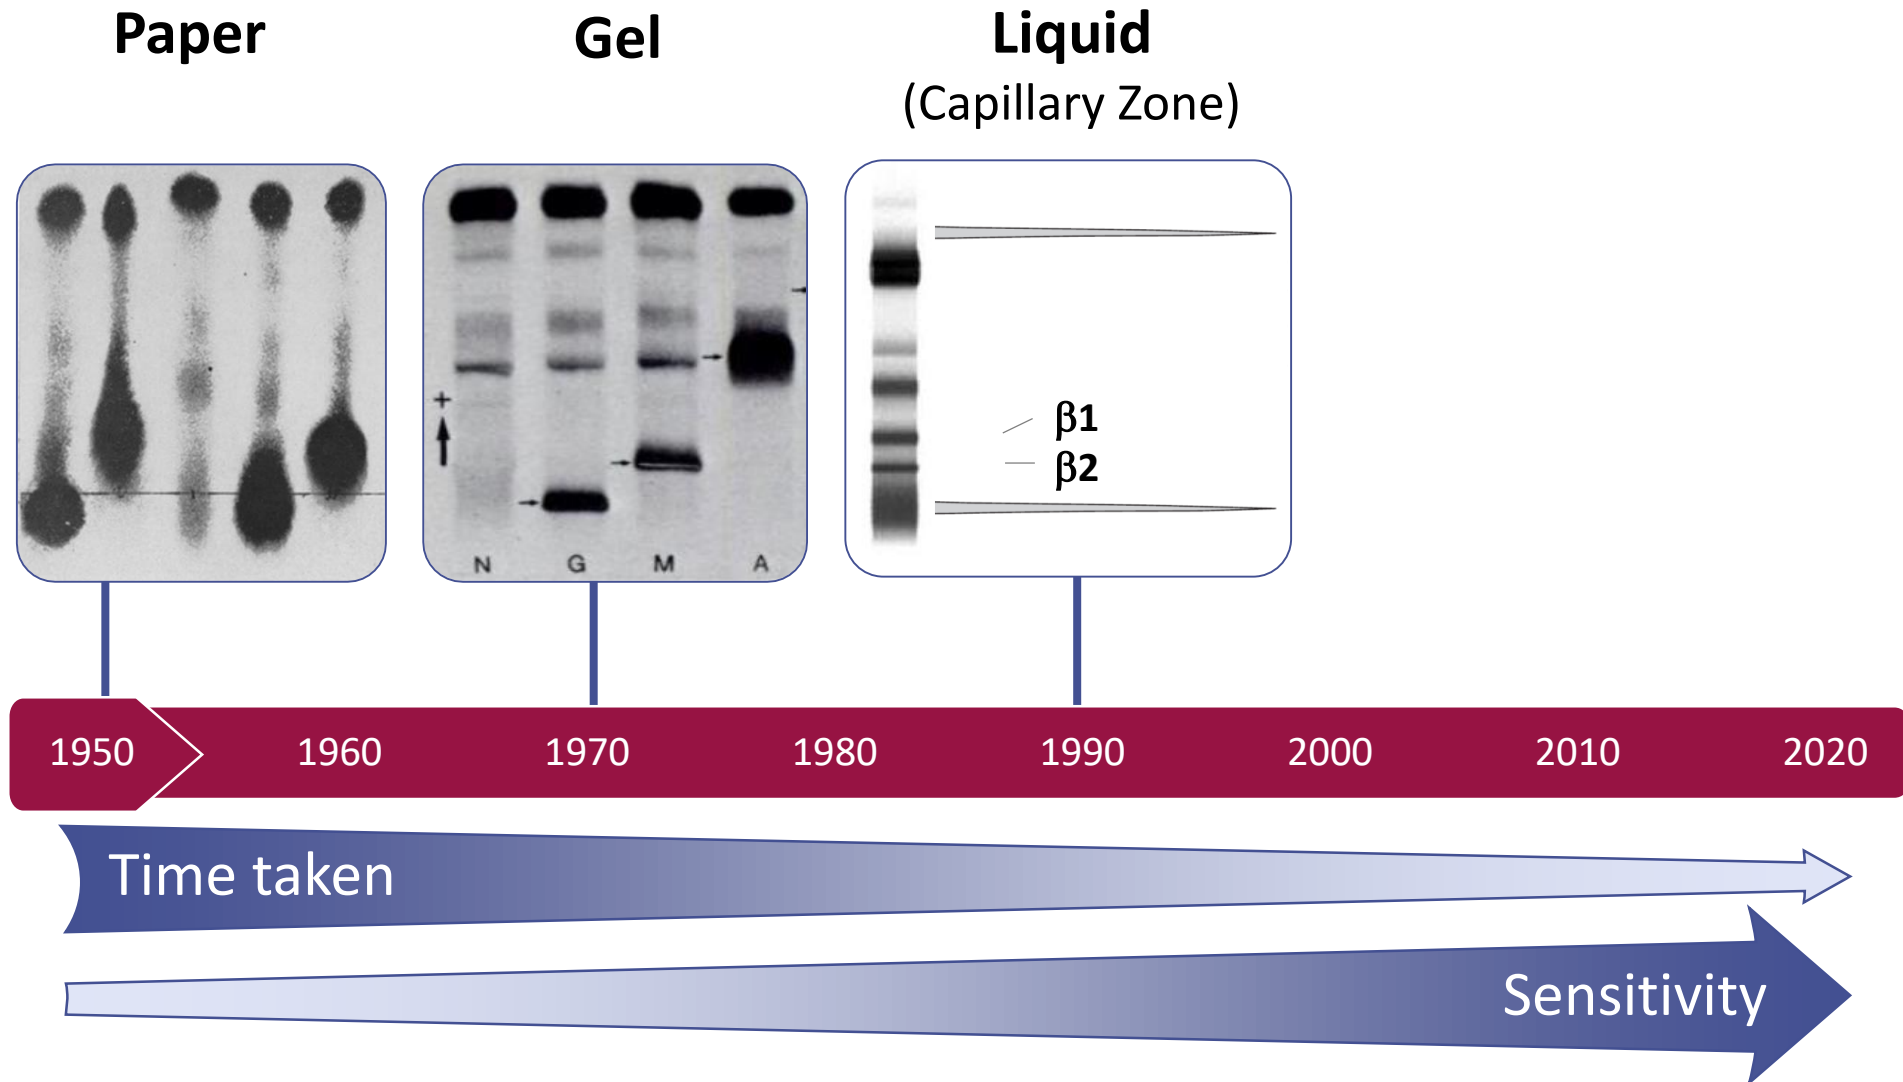 Paper
Gel
Liquid
(Capillary Zone)
+
N G M A
β1
β2
1950 1960 1970 1980 1990 2000 2010 2020
Time taken
Sensitivity